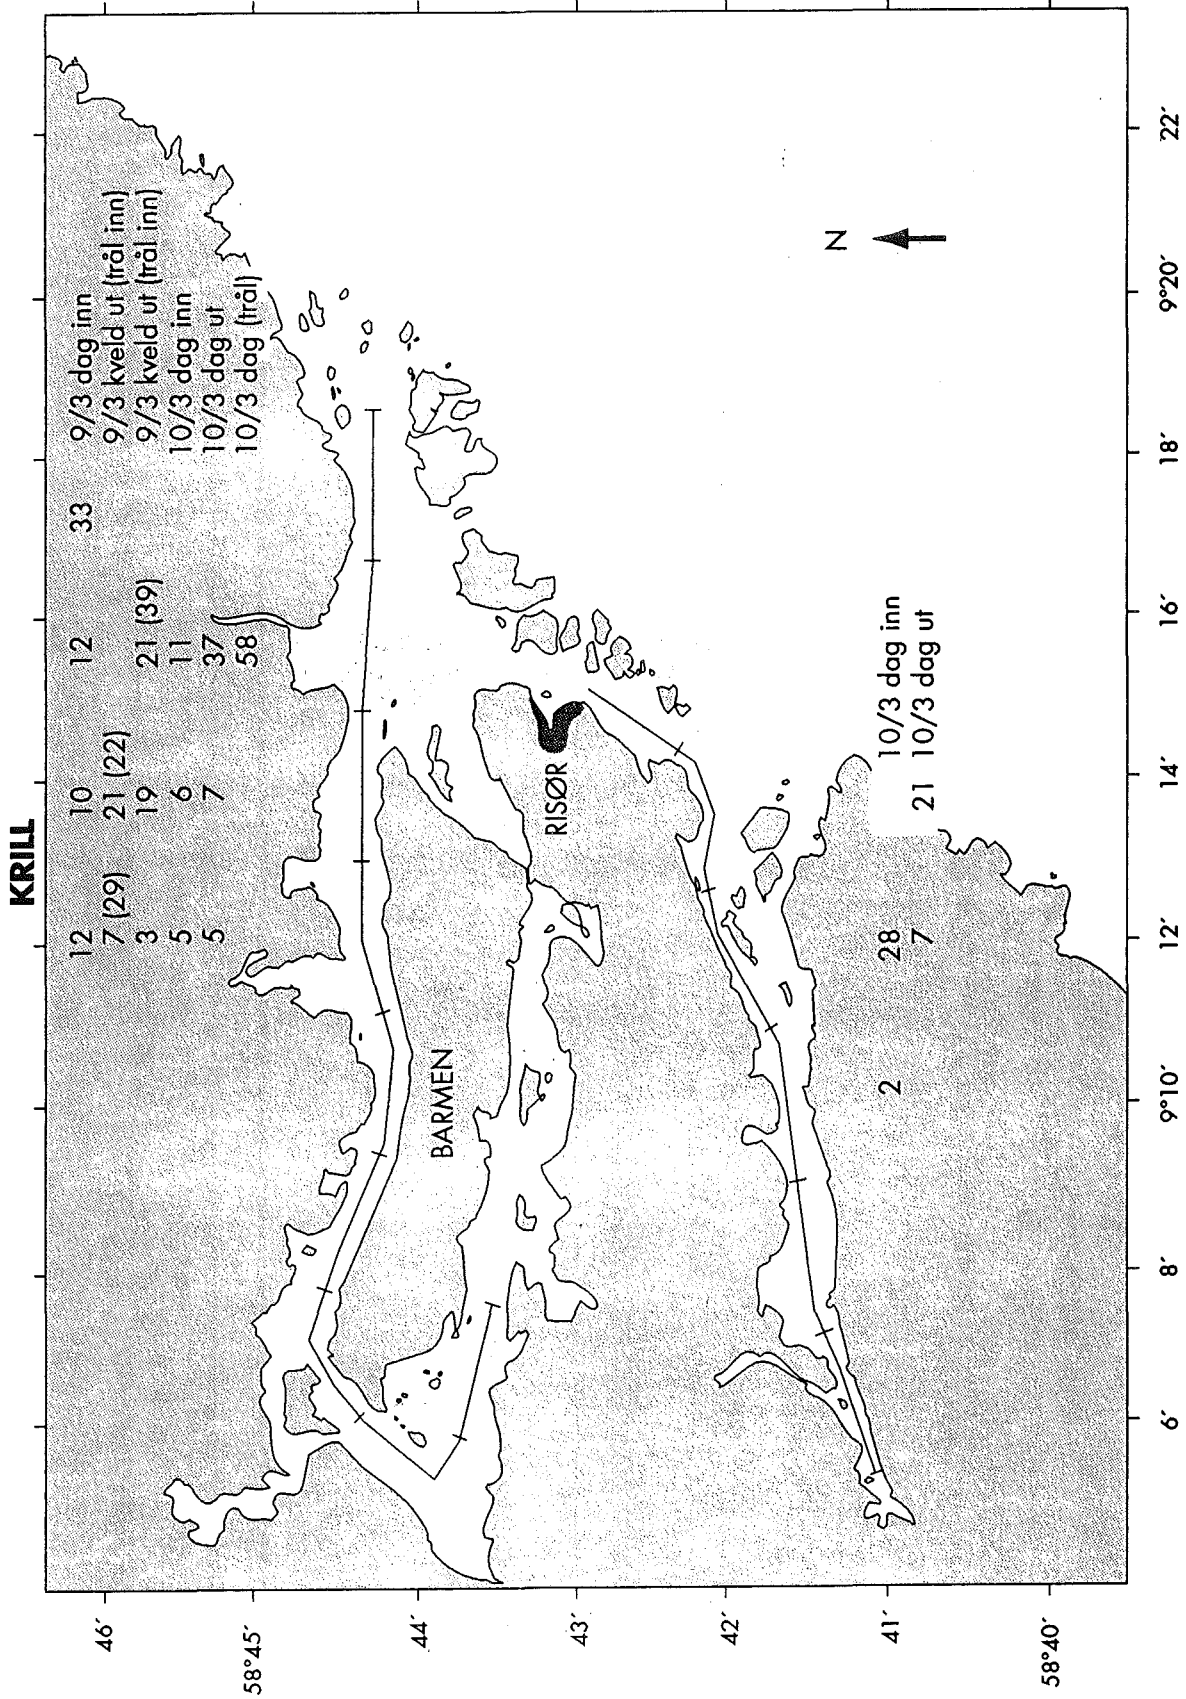 KRILL
12 10 12 33 9/3 dag inn
7 (29) 21 (22) 9/3 kveld ut (trål inn)
3 19 21 (39) 9/3 kveld ut (trål inn)
5 6 11 10/3 dag inn
5 7 37 10/3 dag ut
58 10/3 dag (trål)
BARMEN
RISØR
N
2 28 10/3 dag inn
7 21 10/3 dag ut
46′
58°45′
44′
43′
42′
41′
58°40′
6′ 8′ 9°10′ 12′ 14′ 16′ 18′ 9°20′ 22′